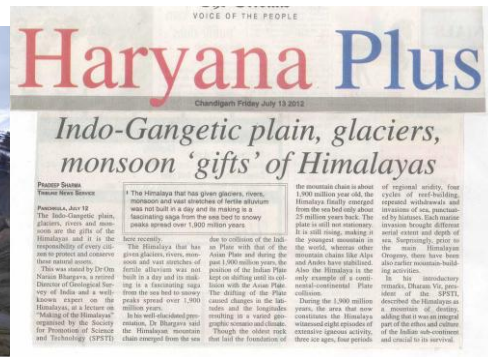 VOICE OF THE PEOPLE
Haryana Plus
Chandigarh Friday July 13 2012
Indo-Gangetic plain, glaciers,
monsoon ‘gifts’ of Himalayas
PRADEEP SHARMA
TRIBUNE NEWS SERVICE
PANCHKULA, JULY 12
The Indo-Gangetic plain,
glaciers, rivers and mon-
soon are the gifts of the
Himalayas and it is the
responsibility of every citi-
zen to protect and conserve
these natural assets.
This was stated by Dr Om
Narain Bhargava, a retired
Director of Geological Sur-
vey of India and a well-
known expert on the
Himalayas, at a lecture on
"Making of the Himalayas"
organised by the Society
for Promotion of Science
and Technology (SPSTI)
The Himalaya that has given glaciers, rivers,
monsoon and vast stretches of fertile alluvium
was not built in a day and its making is a
fascinating saga from the sea bed to snowy
peaks spread over 1,900 million years
here recently.
The Himalaya that has
given glaciers, rivers, mon-
soon and vast stretches of
fertile alluvium was not
built in a day and its mak-
ing is a fascinating saga
from the sea bed to snowy
peaks spread over 1,900
million years.
In his well-elucidated pres-
entation, Dr Bhargava said
the Himalayan mountain
chain emerged from the sea
due to collision of the Indi-
an Plate with that of the
Asian Plate and during the
past 1,900 million years, the
position of the Indian Plate
kept on shifting until its col-
lision with the Asian Plate.
The drifting of the Plate
caused changes in the lati-
tudes and the longitudes
resulting in a varied geo-
graphic scenario and climate.
Though the oldest rock
that laid the foundation of
the mountain chain is about
1,900 million year old, the
Himalaya finally emerged
from the sea bed only about
25 million years back. The
plate is still not stationary.
It is still rising, making it
the youngest mountain in
the world, whereas other
mountain chains like Alps
and Andes have stabilised.
Also the Himalaya is the
only example of a conti-
nental-continental Plate
collision.
During the 1,900 million
years, the area that now
constitutes the Himalaya
witnessed eight episodes of
extensive igneous activity,
three ice ages, four periods
of regional aridity, four
cycles of reef-building,
repeated withdrawals and
invasions of sea, punctuat-
ed by hiatuses. Each marine
invasion brought different
aerial extent and depth of
sea. Surprisingly, prior to
the main Himalayan
Orogeny, there have been
also earlier mountain-build-
ing activities.
In his introductory
remarks, Dharam Vir, pres-
ident of the SPSTI,
described the Himalaya as
a mountain of destiny,
adding that it was an integral
part of the ethos and culture
of the Indian sub-continent
and crucial to its survival.